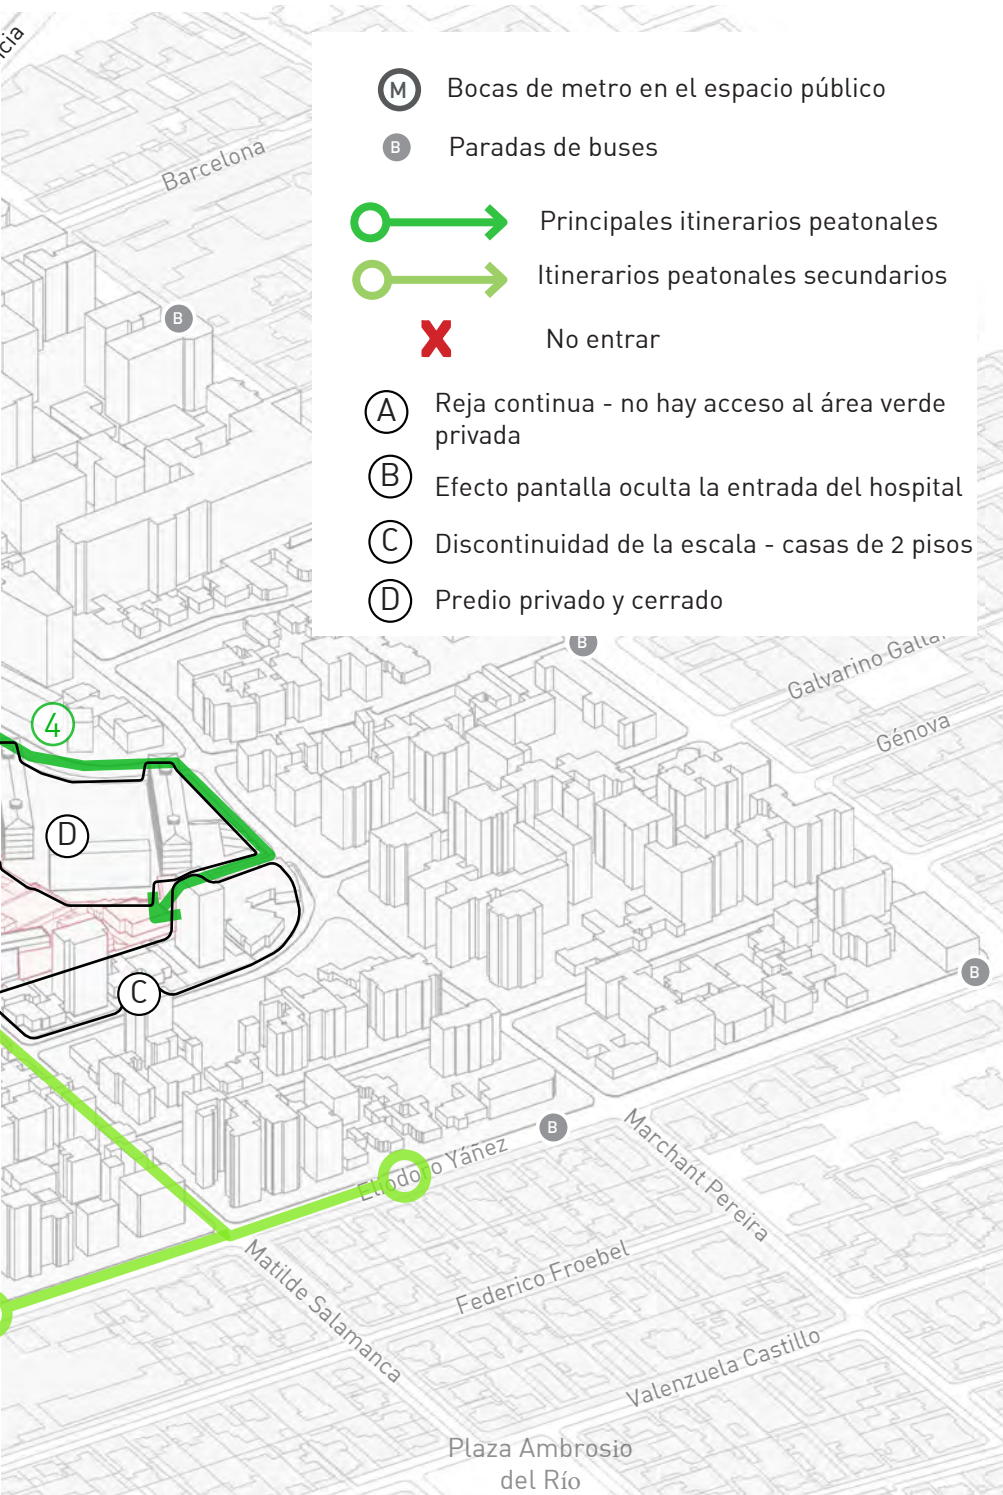 cia
Barcelona
M
Bocas de metro en el espacio público
B
Paradas de buses
Principales itinerarios peatonales
Itinerarios peatonales secundarios
X
No entrar
A
Reja continua - no hay acceso al área verde
privada
B
Efecto pantalla oculta la entrada del hospital
C
Discontinuidad de la escala - casas de 2 pisos
D
Predio privado y cerrado
B
B
Galvarino Galla
Génova
4
D
B
C
B
Eliodoro Yáñez
Marchant Pereira
Matilde Salamanca
Federico Froebel
Valenzuela Castillo
Plaza Ambrosio
del Río